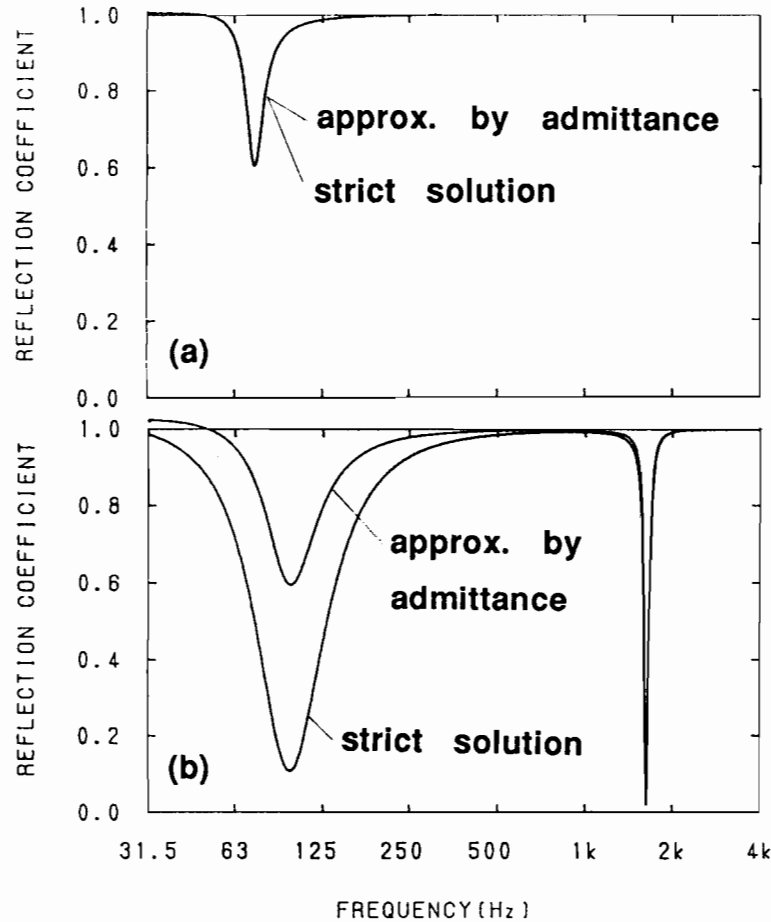 REFLECTION COEFFICIENT
1.0
0.8
0.6
0.4
0.2
0.0
approx. by admittance
strict solution
(a)
REFLECTION COEFFICIENT
1.0
0.8
0.6
0.4
0.2
0.0
approx. by
admittance
strict solution
(b)
31.5 63 125 250 500 1k 2k 4k
FREQUENCY(Hz)